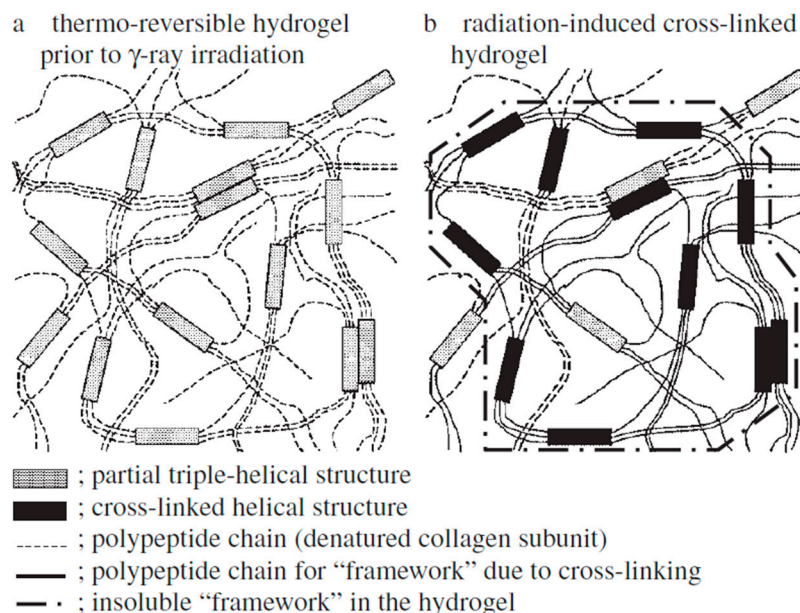 a thermo-reversible hydrogel
prior to γ-ray irradiation
b radiation-induced cross-linked
hydrogel
; partial triple-helical structure
; cross-linked helical structure
; polypeptide chain (denatured collagen subunit)
; polypeptide chain for “framework” due to cross-linking
; insoluble “framework” in the hydrogel